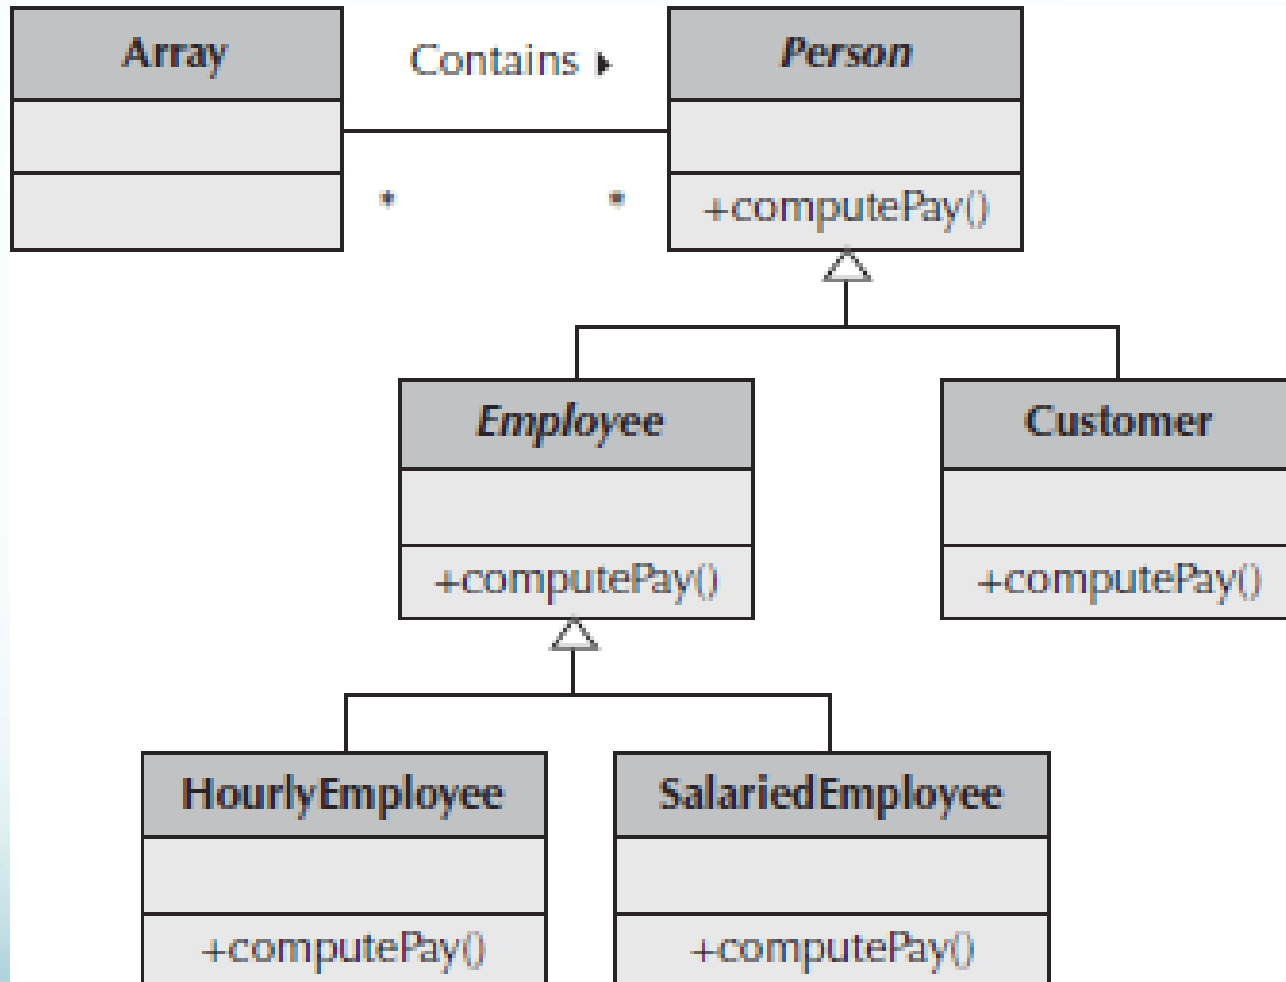 Array
Contains ▸
Person
* *
+computePay()
Employee
Customer
+computePay()
+computePay()
HourlyEmployee
SalariedEmployee
+computePay()
+computePay()